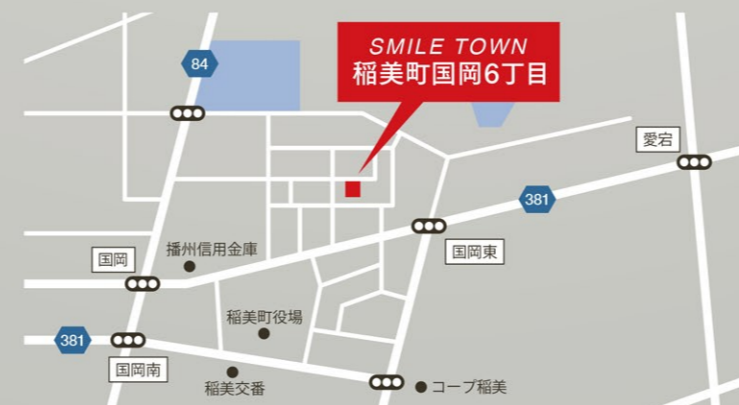 SMILE TOWN
稲美町国岡6丁目
84
愛宕
381
国岡東
播州信用金庫
国岡
稲美町役場
381
国岡南
稲美交番
コープ稲美